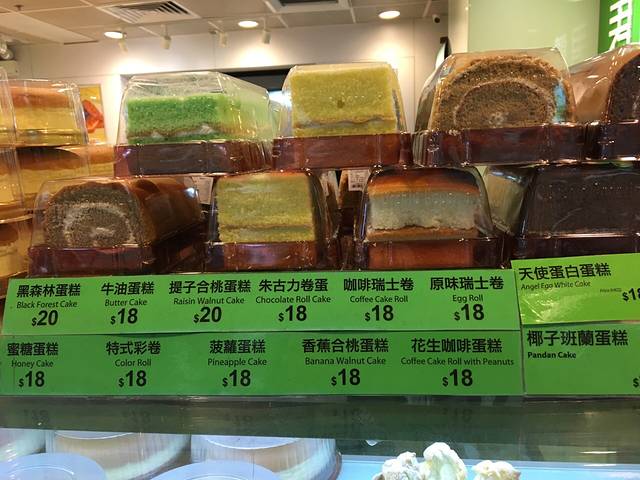 黑森林蛋糕 牛油蛋糕 提子合桃蛋糕 朱古力卷蛋 咖啡瑞士卷 原味瑞士卷
Black Forest Cake Butter Cake Raisin Walnut Cake Chocolate Roll Cake Coffee Cake Roll Egg Roll
$20 $18 $20 $18 $18 $18
天使蛋白蛋糕
Angel Egg White Cake
$18
蜜糖蛋糕 特式彩卷 菠蘿蛋糕 香蕉合桃蛋糕 花生咖啡蛋糕
Honey Cake Color Roll Pineapple Cake Banana Walnut Cake Coffee Cake Roll with Peanuts
$18 $18 $18 $18 $18
椰子班蘭蛋糕
Pandan Cake
$